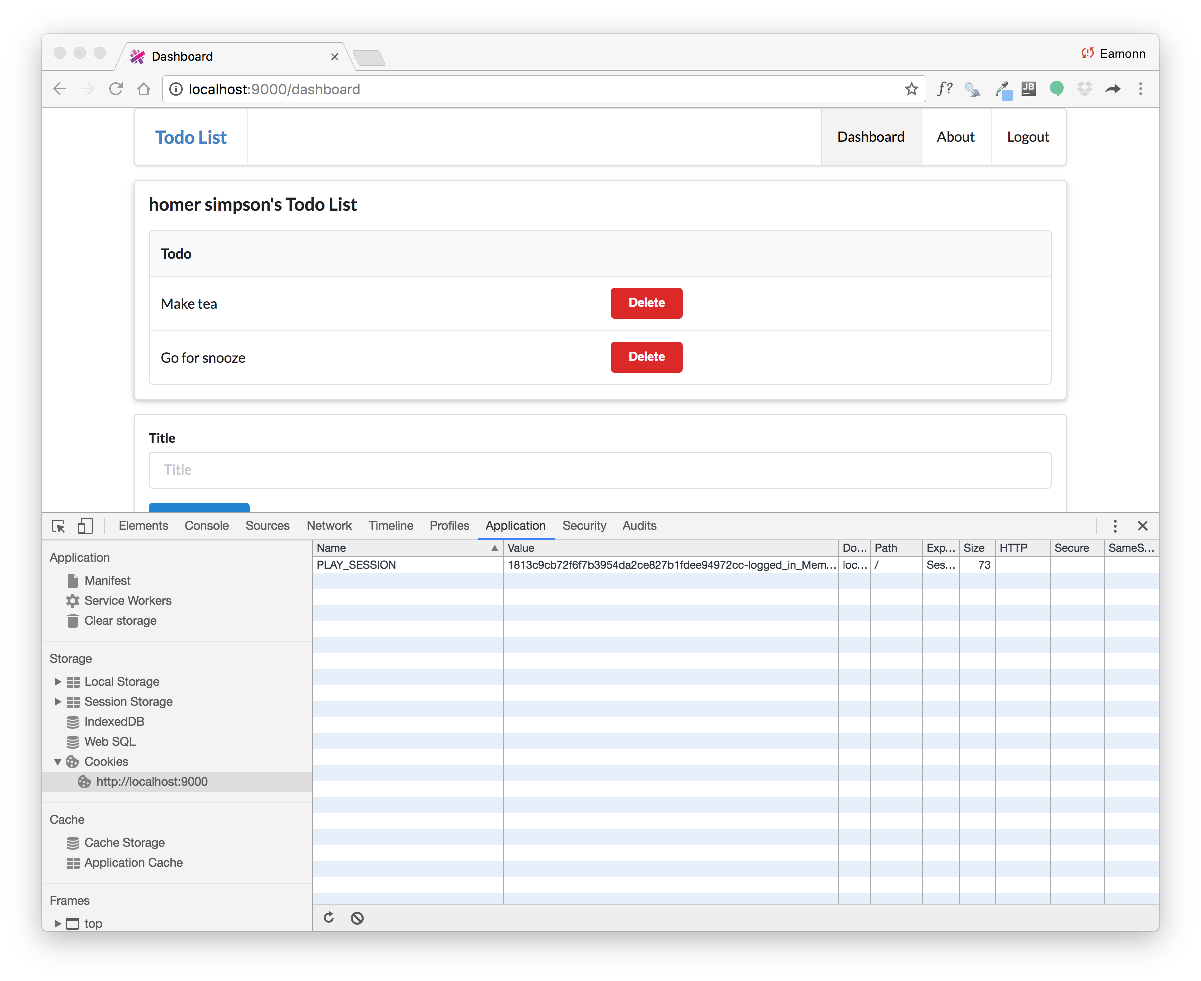 Dashboard
Eamonn
localhost:9000/dashboard
f?
JB
Todo List
Dashboard
About
Logout
homer simpson's Todo List
Todo
Make tea
Delete
Go for snooze
Delete
Title
Title
Elements Console Sources Network Timeline Profiles Application Security Audits
Application
Manifest
Service Workers
Clear storage
Storage
Local Storage
Session Storage
IndexedDB
Web SQL
Cookies
http://localhost:9000
Cache
Cache Storage
Application Cache
Frames
top
Name Value Do... Path Exp... Size HTTP Secure SameS...
PLAY_SESSION 1813c9cb72f6f7b3954da2ce827b1fdee94972cc-logged_in_Mem... loc... / Ses... 73